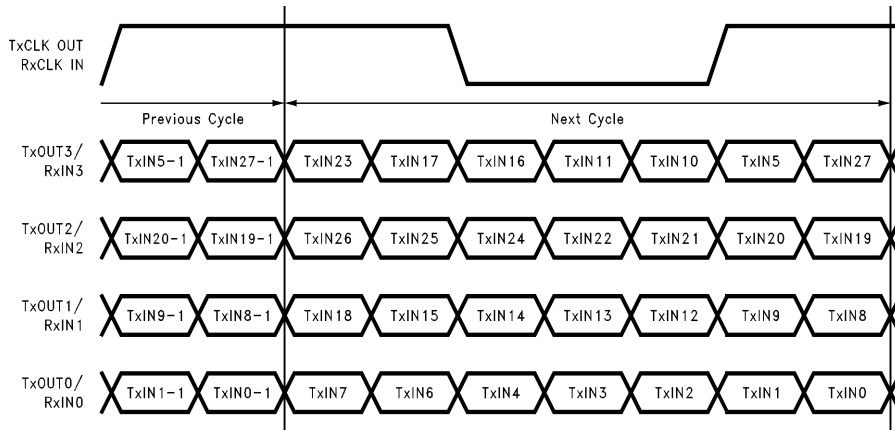 TxCLK OUT
RxCLK IN
Previous Cycle
Next Cycle
TxOUT3/
RxIN3
TxIN5-1 TxIN27-1 TxIN23 TxIN17 TxIN16 TxIN11 TxIN10 TxIN5 TxIN27
TxOUT2/
RxIN2
TxIN20-1 TxIN19-1 TxIN26 TxIN25 TxIN24 TxIN22 TxIN21 TxIN20 TxIN19
TxOUT1/
RxIN1
TxIN9-1 TxIN8-1 TxIN18 TxIN15 TxIN14 TxIN13 TxIN12 TxIN9 TxIN8
TxOUT0/
RxIN0
TxIN1-1 TxIN0-1 TxIN7 TxIN6 TxIN4 TxIN3 TxIN2 TxIN1 TxIN0